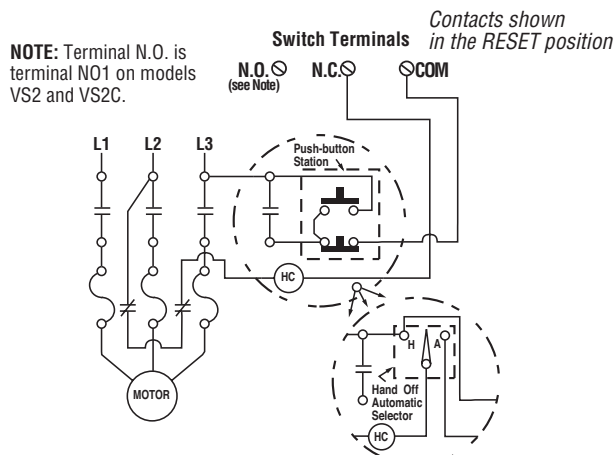 Contacts shown
in the RESET position
Switch Terminals
NOTE: Terminal N.O. is
terminal NO1 on models
VS2 and VS2C.
N.O.
(see Note)
N.C.
COM
L1
L2
L3
Push-button
Station
HC
H
A
Hand Off
Automatic
Selector
MOTOR
HC